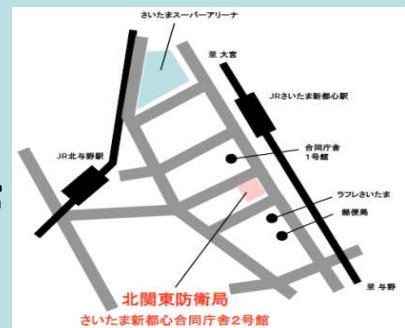 さいたまスーパーアリーナ
至 大宮
JRさいたま新都心駅
合同庁舎
1号館
JR北与野駅
ラフレさいたま
郵便局
至 与野
北関東防衛局
さいたま新都心合同庁舎2号館